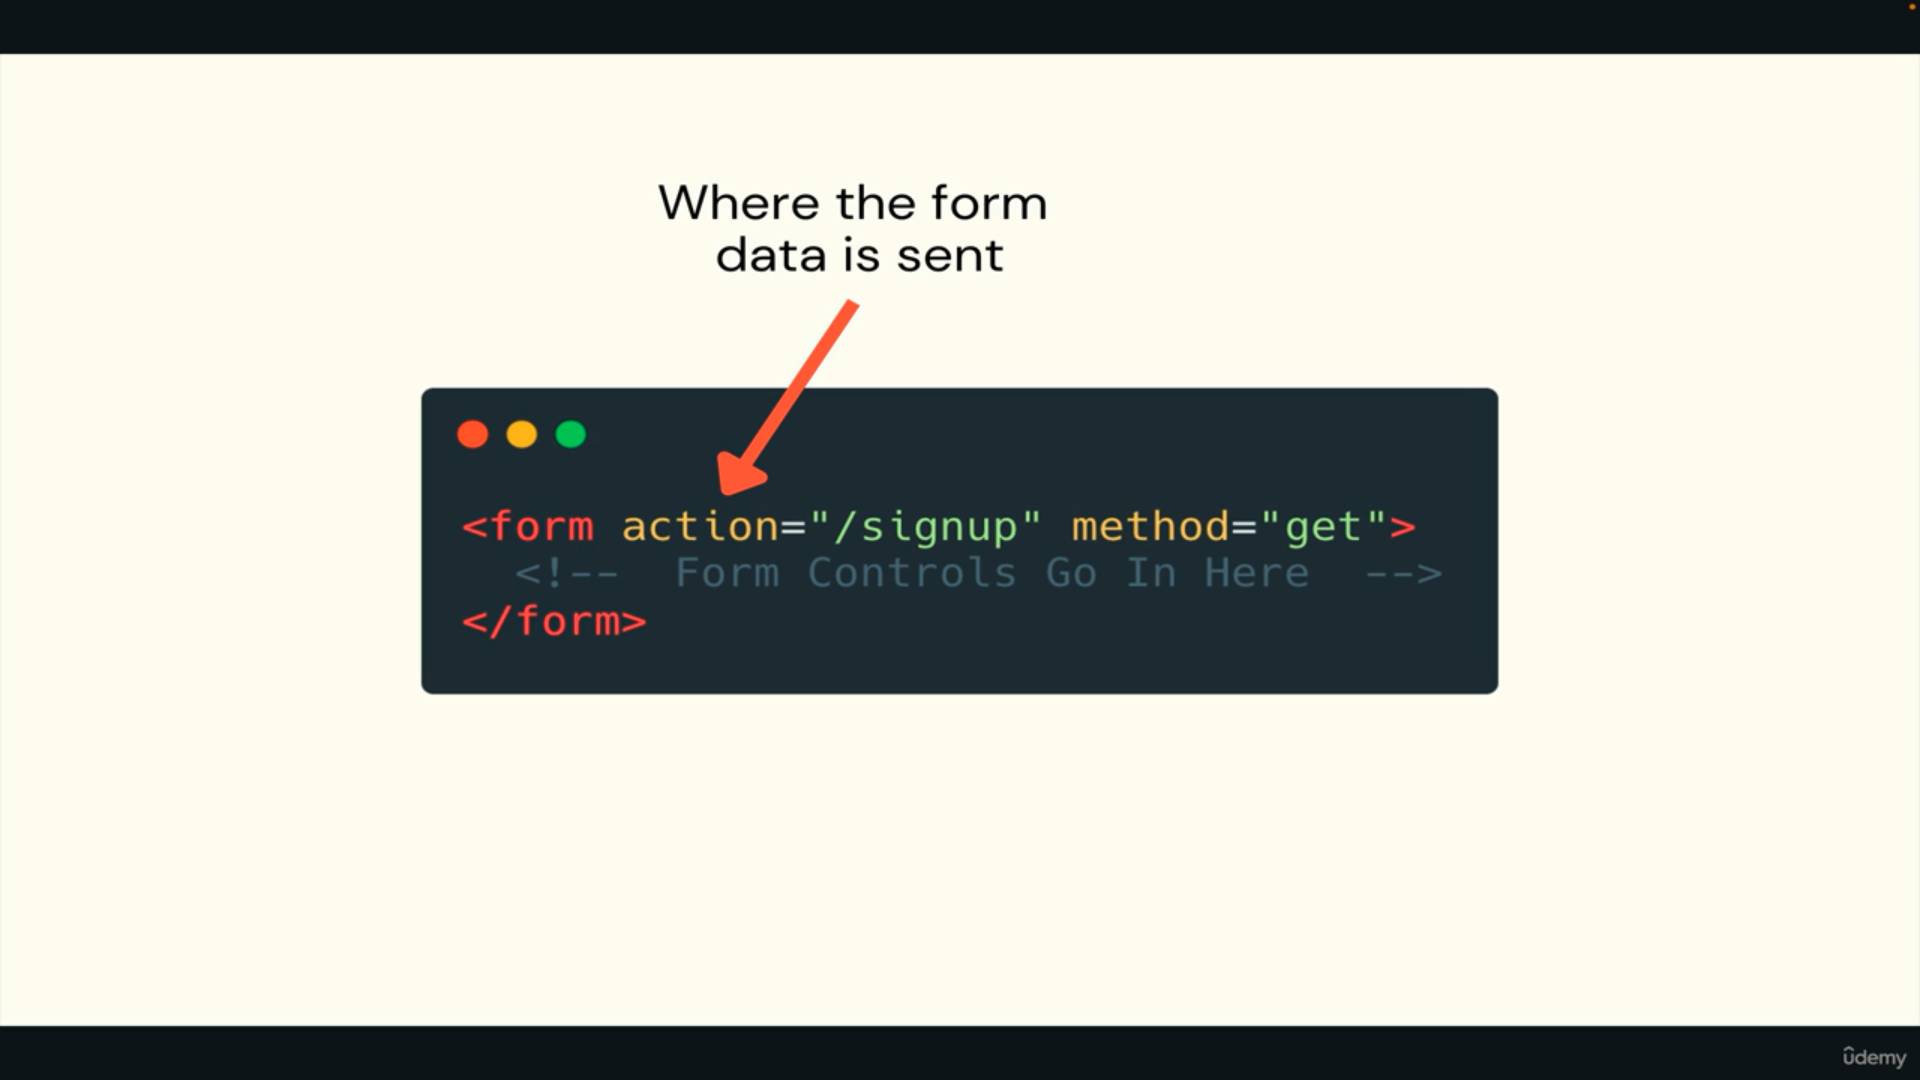 Where the form
data is sent
<form action="/signup" method="get">
<!--  Form Controls Go In Here  -->
</form>
ûdemy